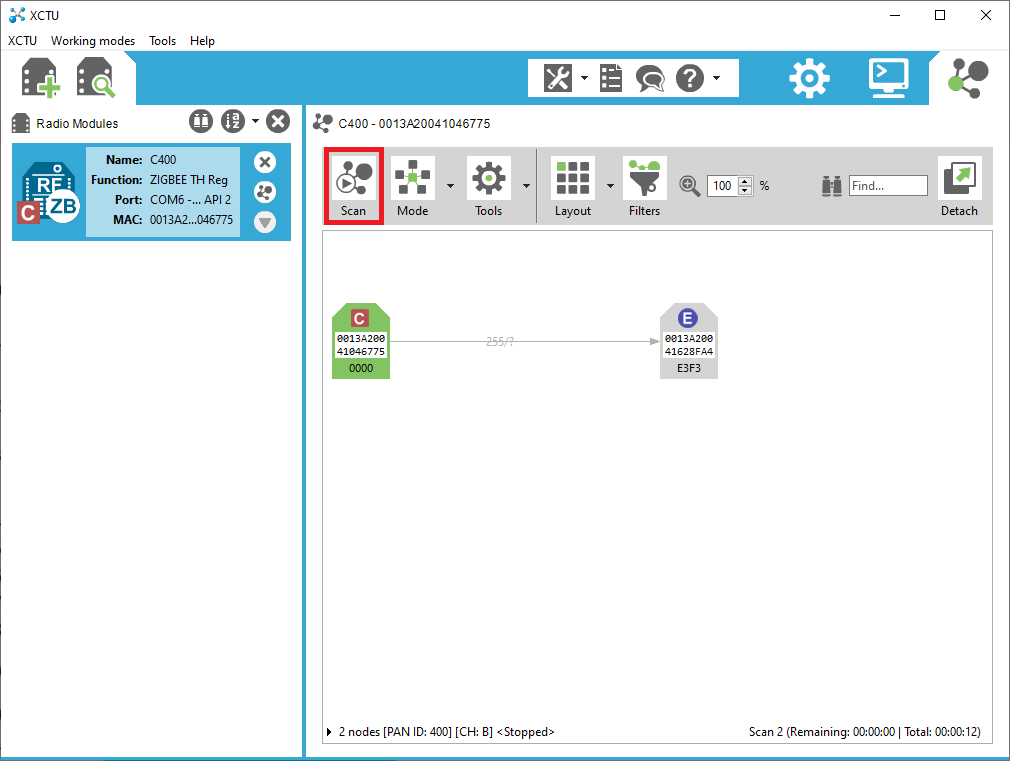 XCTU
XCTU Working modes Tools Help
Radio Modules
Name: C400
Function: ZIGBEE TH Reg
Port: COM6 -... API 2
MAC: 0013A2...046775
RF
C ZB
C400 - 0013A20041046775
Scan Mode Tools Layout Filters 100 % Find... Detach
C
0013A200
41046775
0000
255/?
E
0013A200
41628FA4
E3F3
2 nodes [PAN ID: 400] [CH: B] <Stopped>
Scan 2 (Remaining: 00:00:00 | Total: 00:00:12)